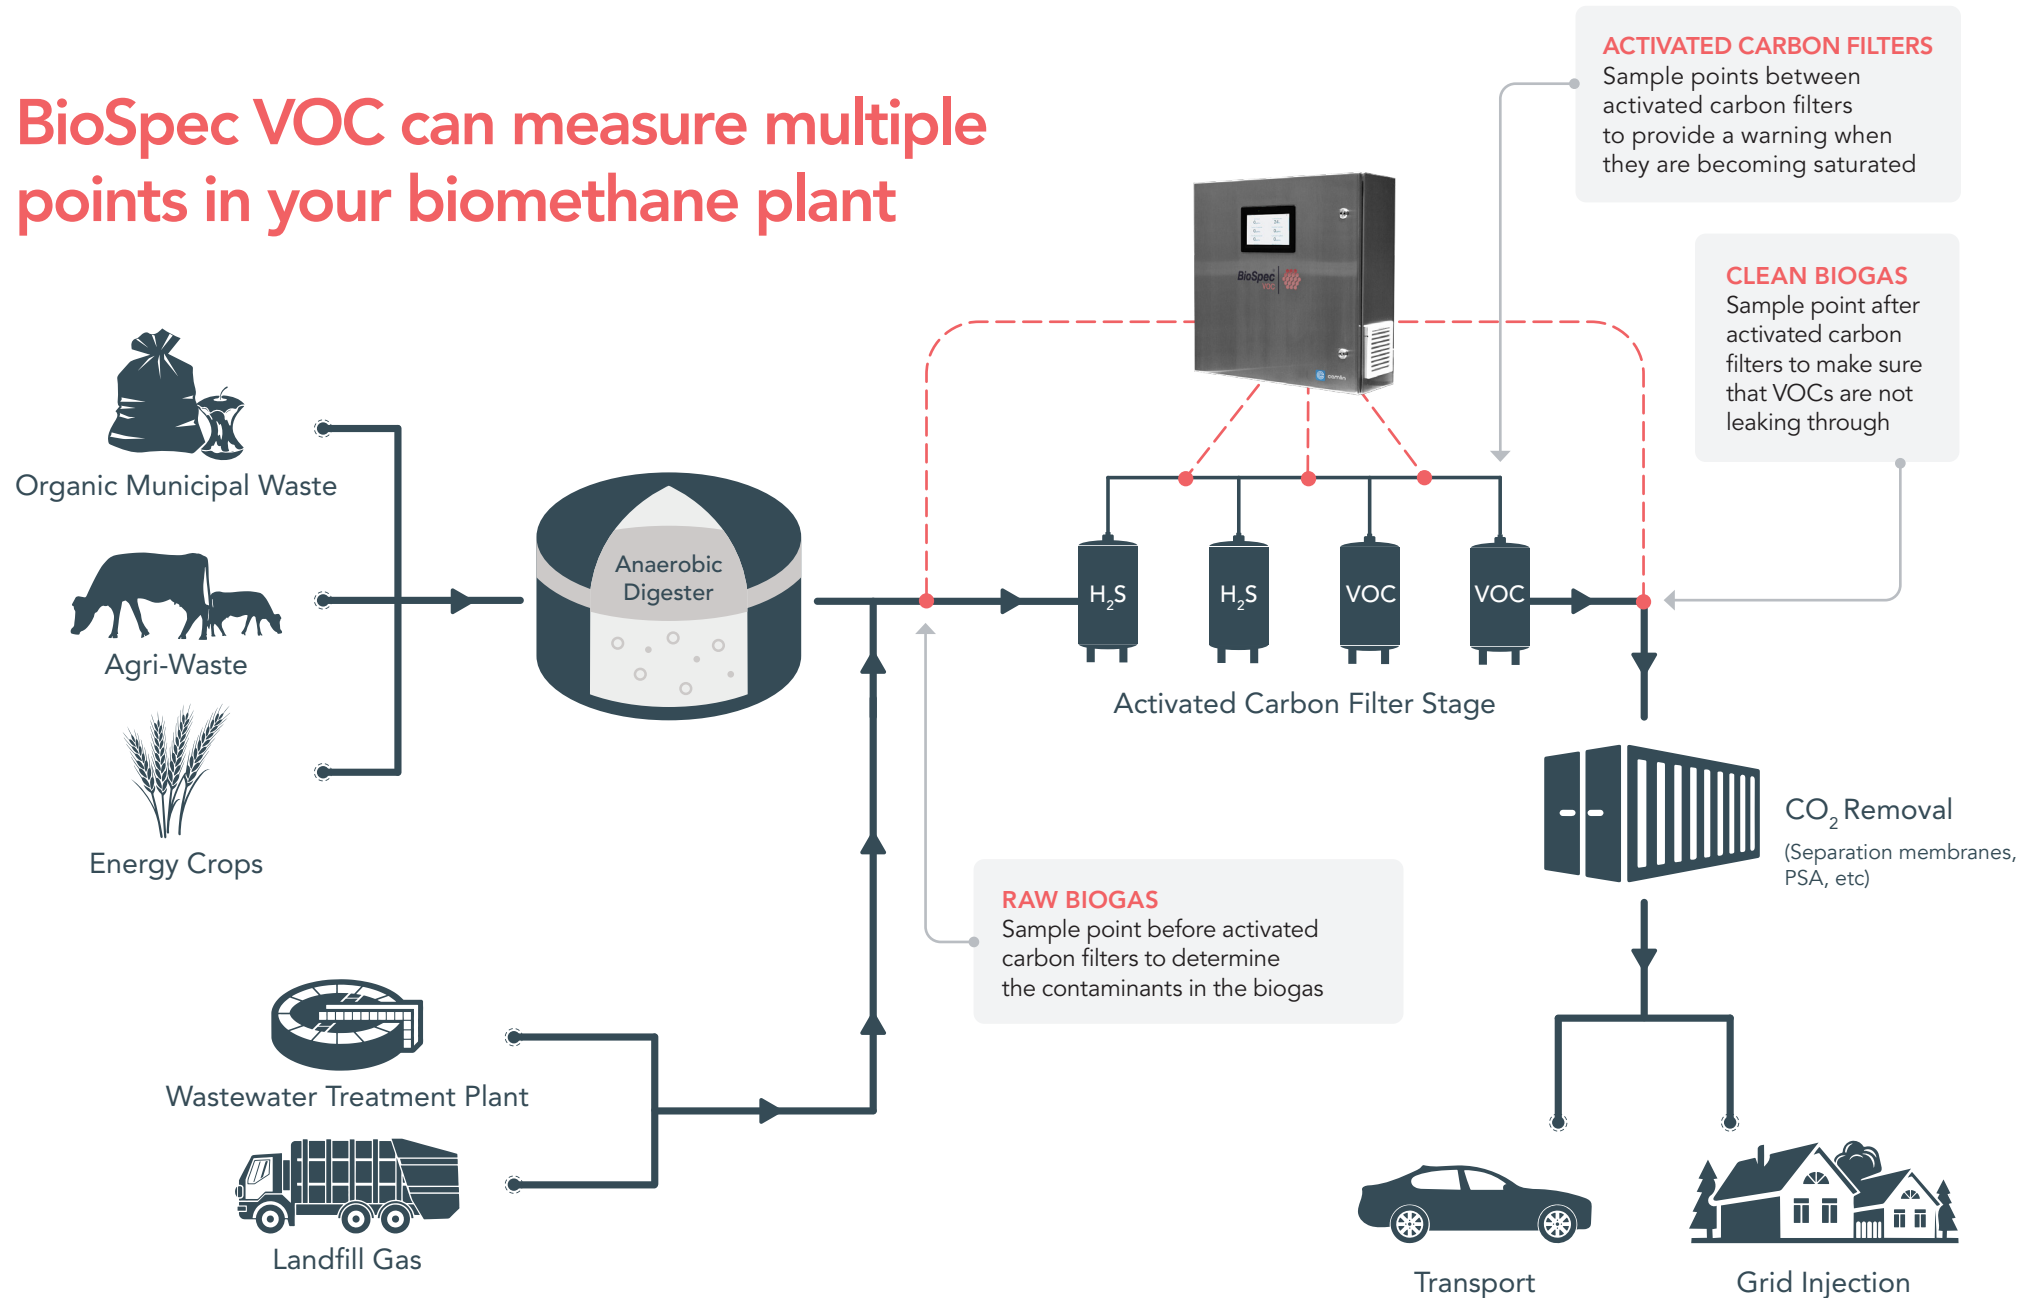 BioSpec VOC can measure multiple
points in your biomethane plant
ACTIVATED CARBON FILTERS
Sample points between
activated carbon filters
to provide a warning when
they are becoming saturated
CLEAN BIOGAS
Sample point after
activated carbon
filters to make sure
that VOCs are not
leaking through
BioSpec
VOC
Organic Municipal Waste
Agri-Waste
Energy Crops
Anaerobic
Digester
H₂S
H₂S
VOC
VOC
Activated Carbon Filter Stage
CO₂ Removal
(Separation membranes,
PSA, etc)
RAW BIOGAS
Sample point before activated
carbon filters to determine
the contaminants in the biogas
Wastewater Treatment Plant
Landfill Gas
Transport
Grid Injection